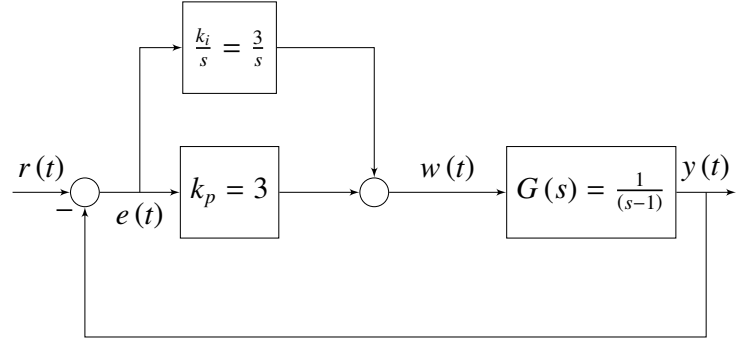 k_i/s = 3/s
r(t)
−
e(t)
k_p = 3
w(t)
G(s) = 1/(s−1)
y(t)